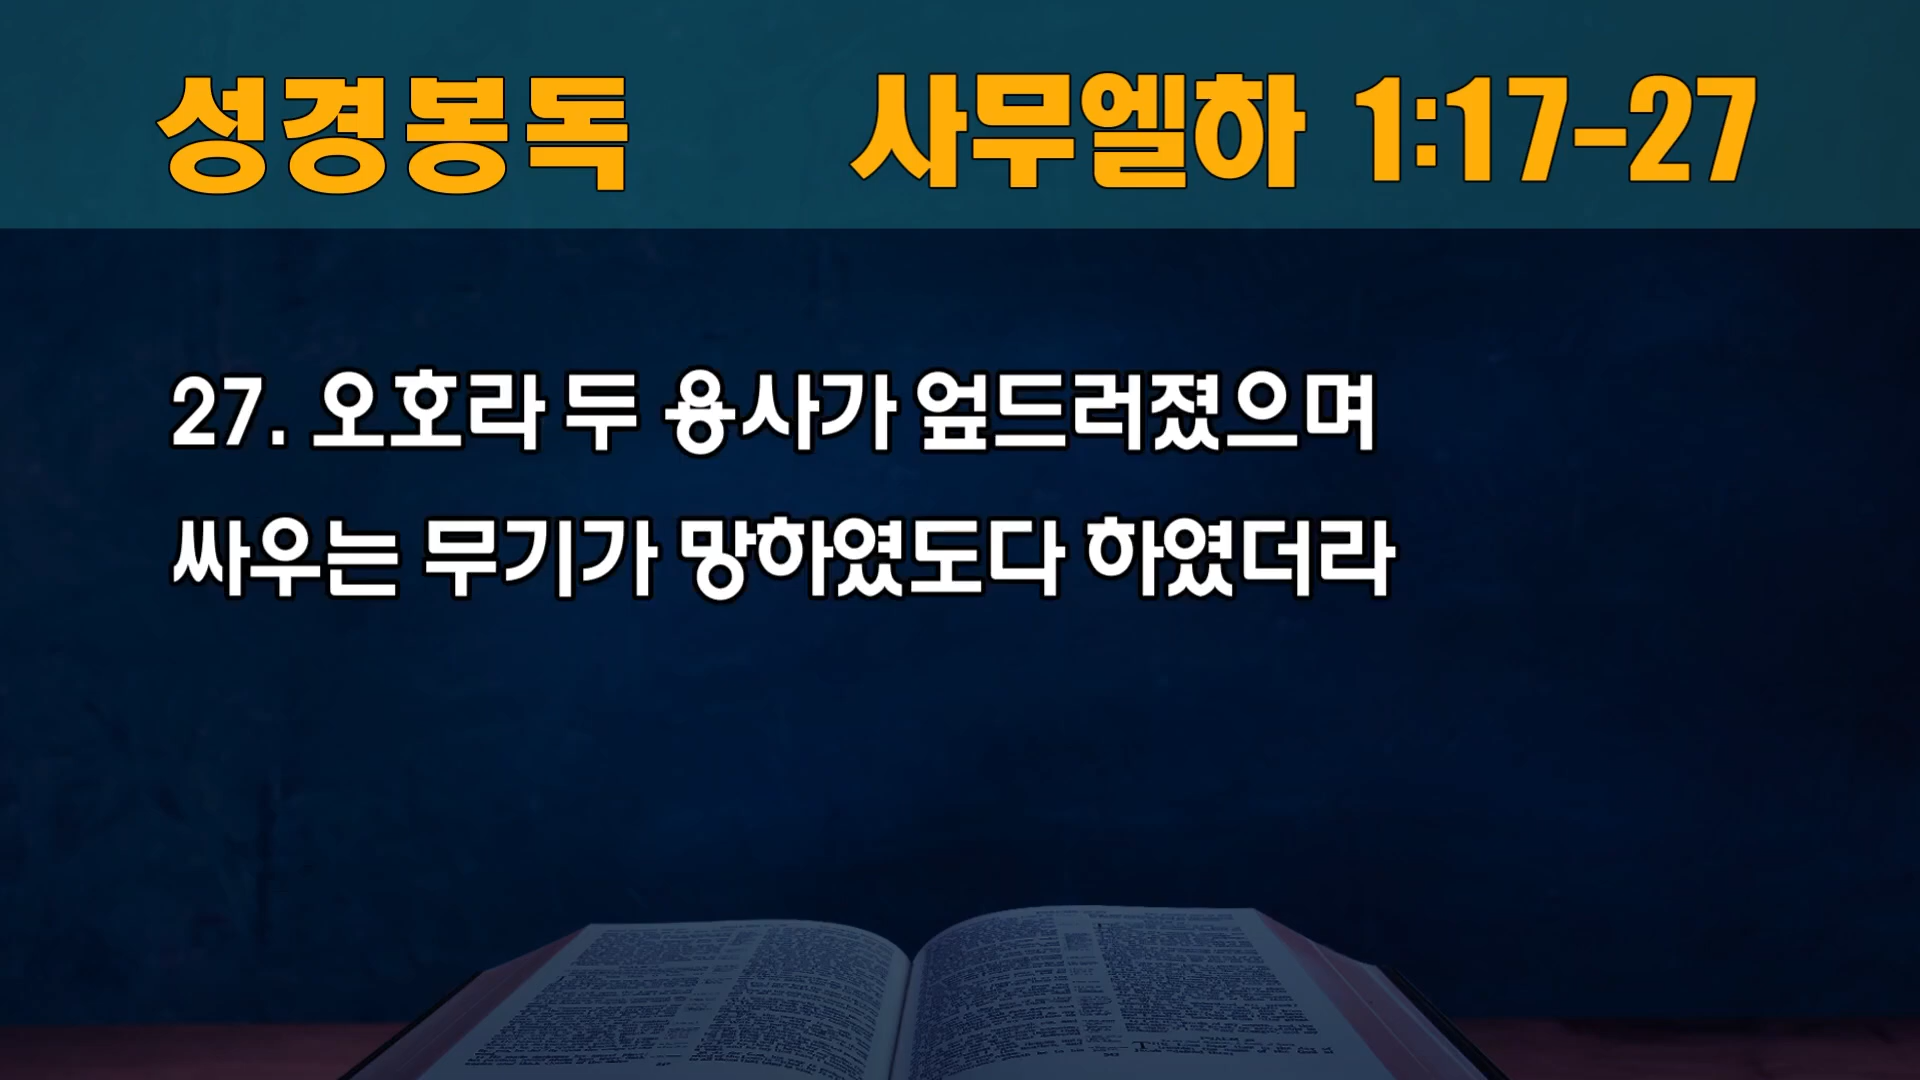 성경봉독 사무엘하 1:17-27
27. 오호라 두 용사가 엎드러졌으며
싸우는 무기가 망하였도다 하였더라